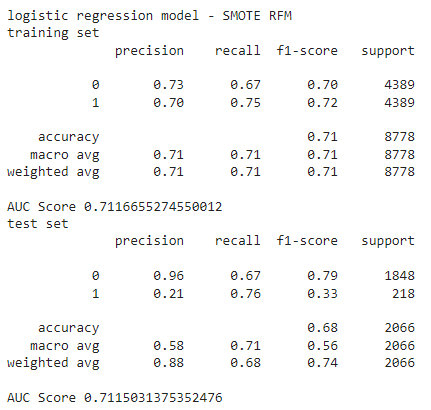 logistic regression model - SMOTE RFM
training set
precision recall f1-score support
0 0.73 0.67 0.70 4389
1 0.70 0.75 0.72 4389
accuracy 0.71 8778
macro avg 0.71 0.71 0.71 8778
weighted avg 0.71 0.71 0.71 8778
AUC Score 0.7116655274550012
test set
precision recall f1-score support
0 0.96 0.67 0.79 1848
1 0.21 0.76 0.33 218
accuracy 0.68 2066
macro avg 0.58 0.71 0.56 2066
weighted avg 0.88 0.68 0.74 2066
AUC Score 0.7115031375352476